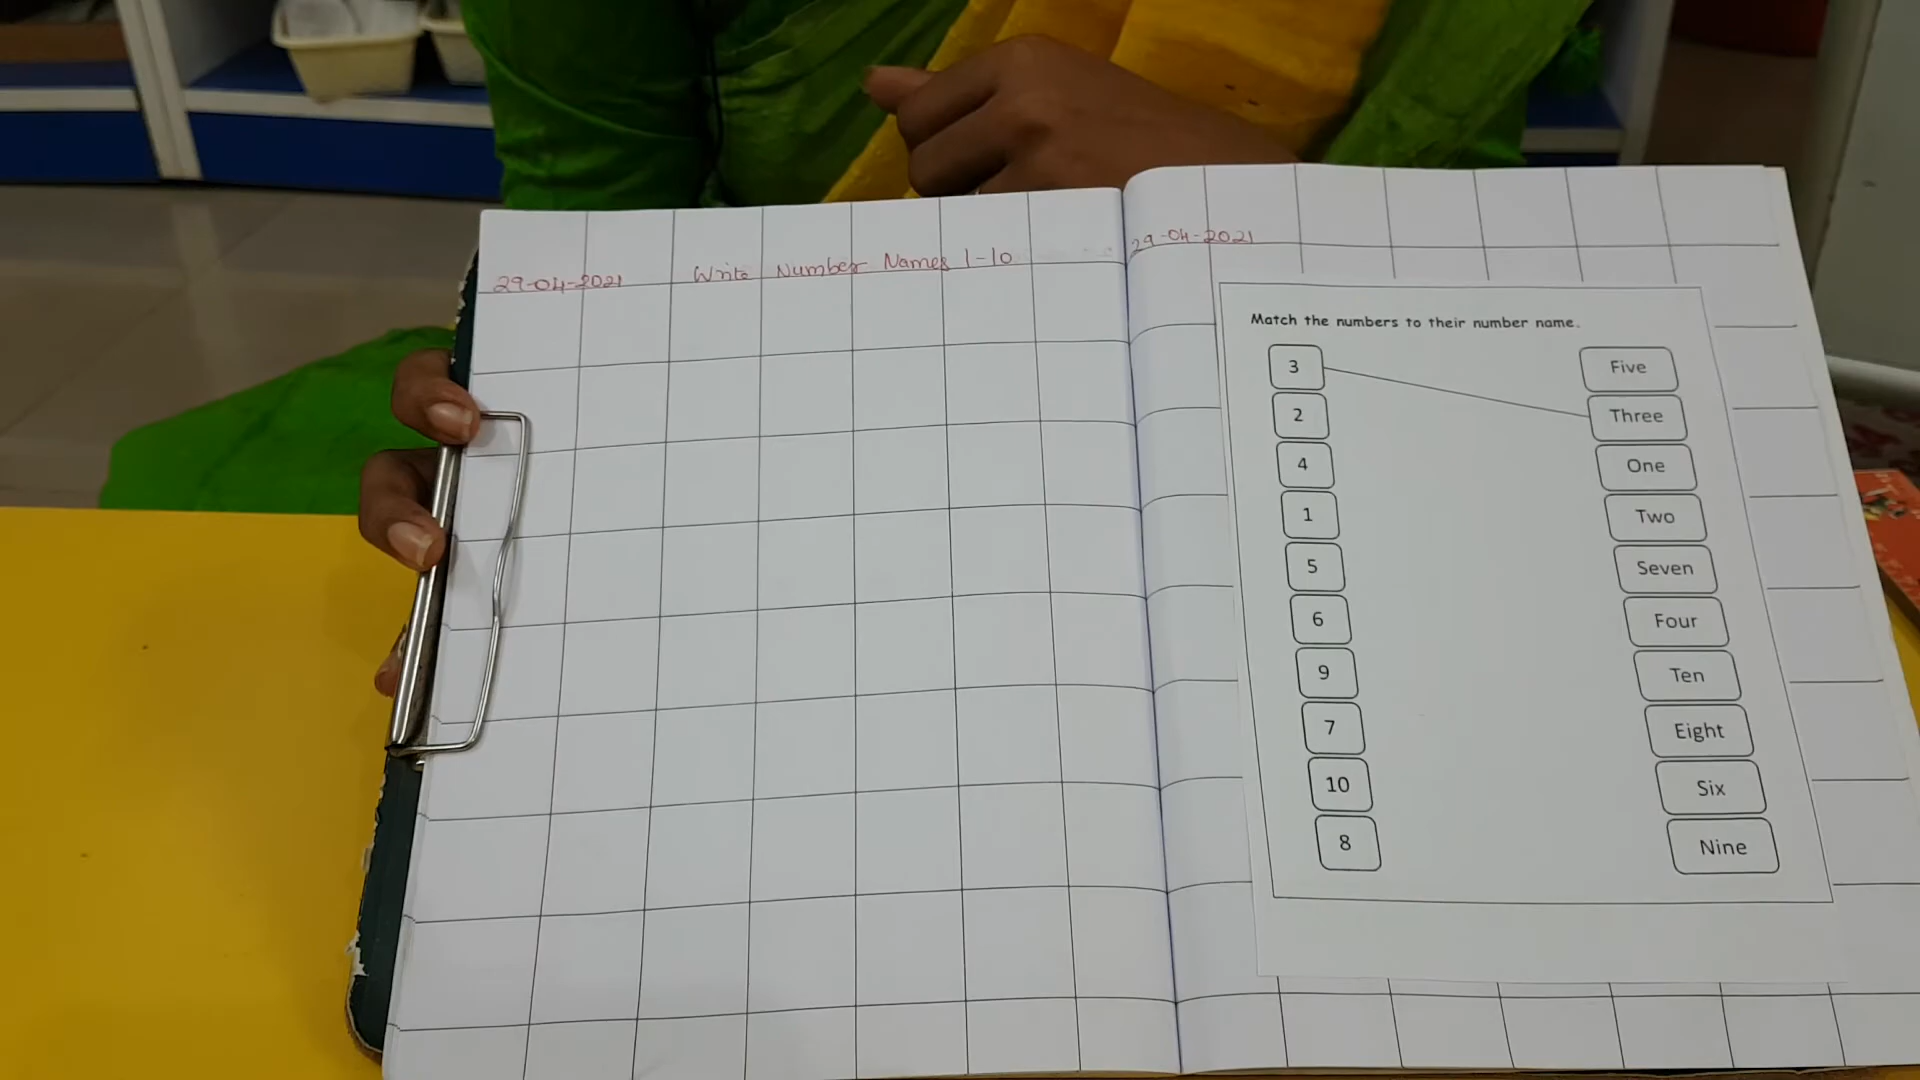 29-04-2021 Write Number Names 1-10
29-04-2021
Match the numbers to their number name.
3 Five
2 Three
4 One
1 Two
5 Seven
6 Four
9 Ten
7 Eight
10 Six
8 Nine